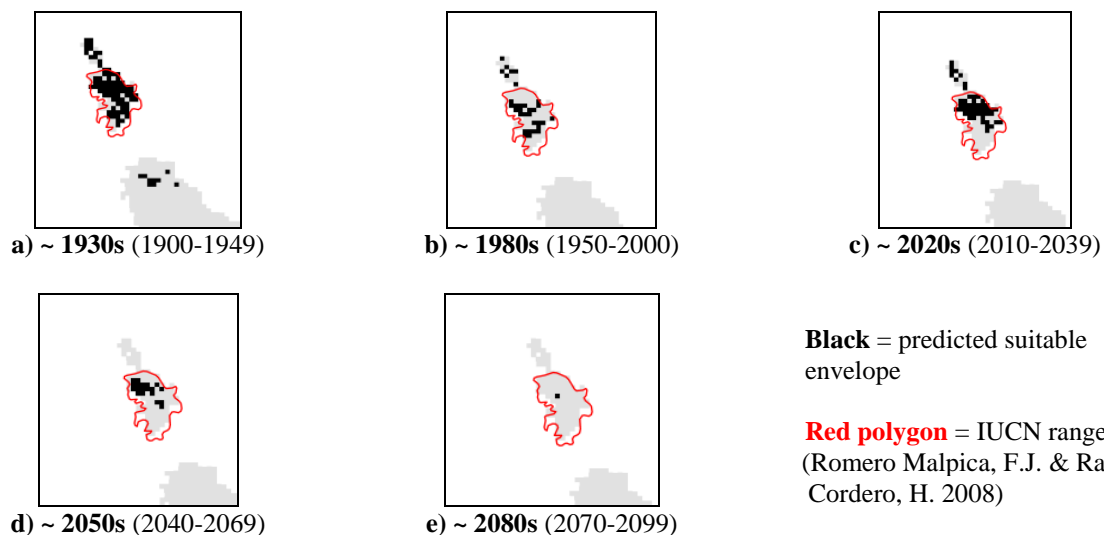 a) ~ 1930s (1900-1949)
b) ~ 1980s (1950-2000)
c) ~ 2020s (2010-2039)
d) ~ 2050s (2040-2069)
e) ~ 2080s (2070-2099)
Black = predicted suitable
envelope
Red polygon = IUCN range
(Romero Malpica, F.J. & Ra
Cordero, H. 2008)